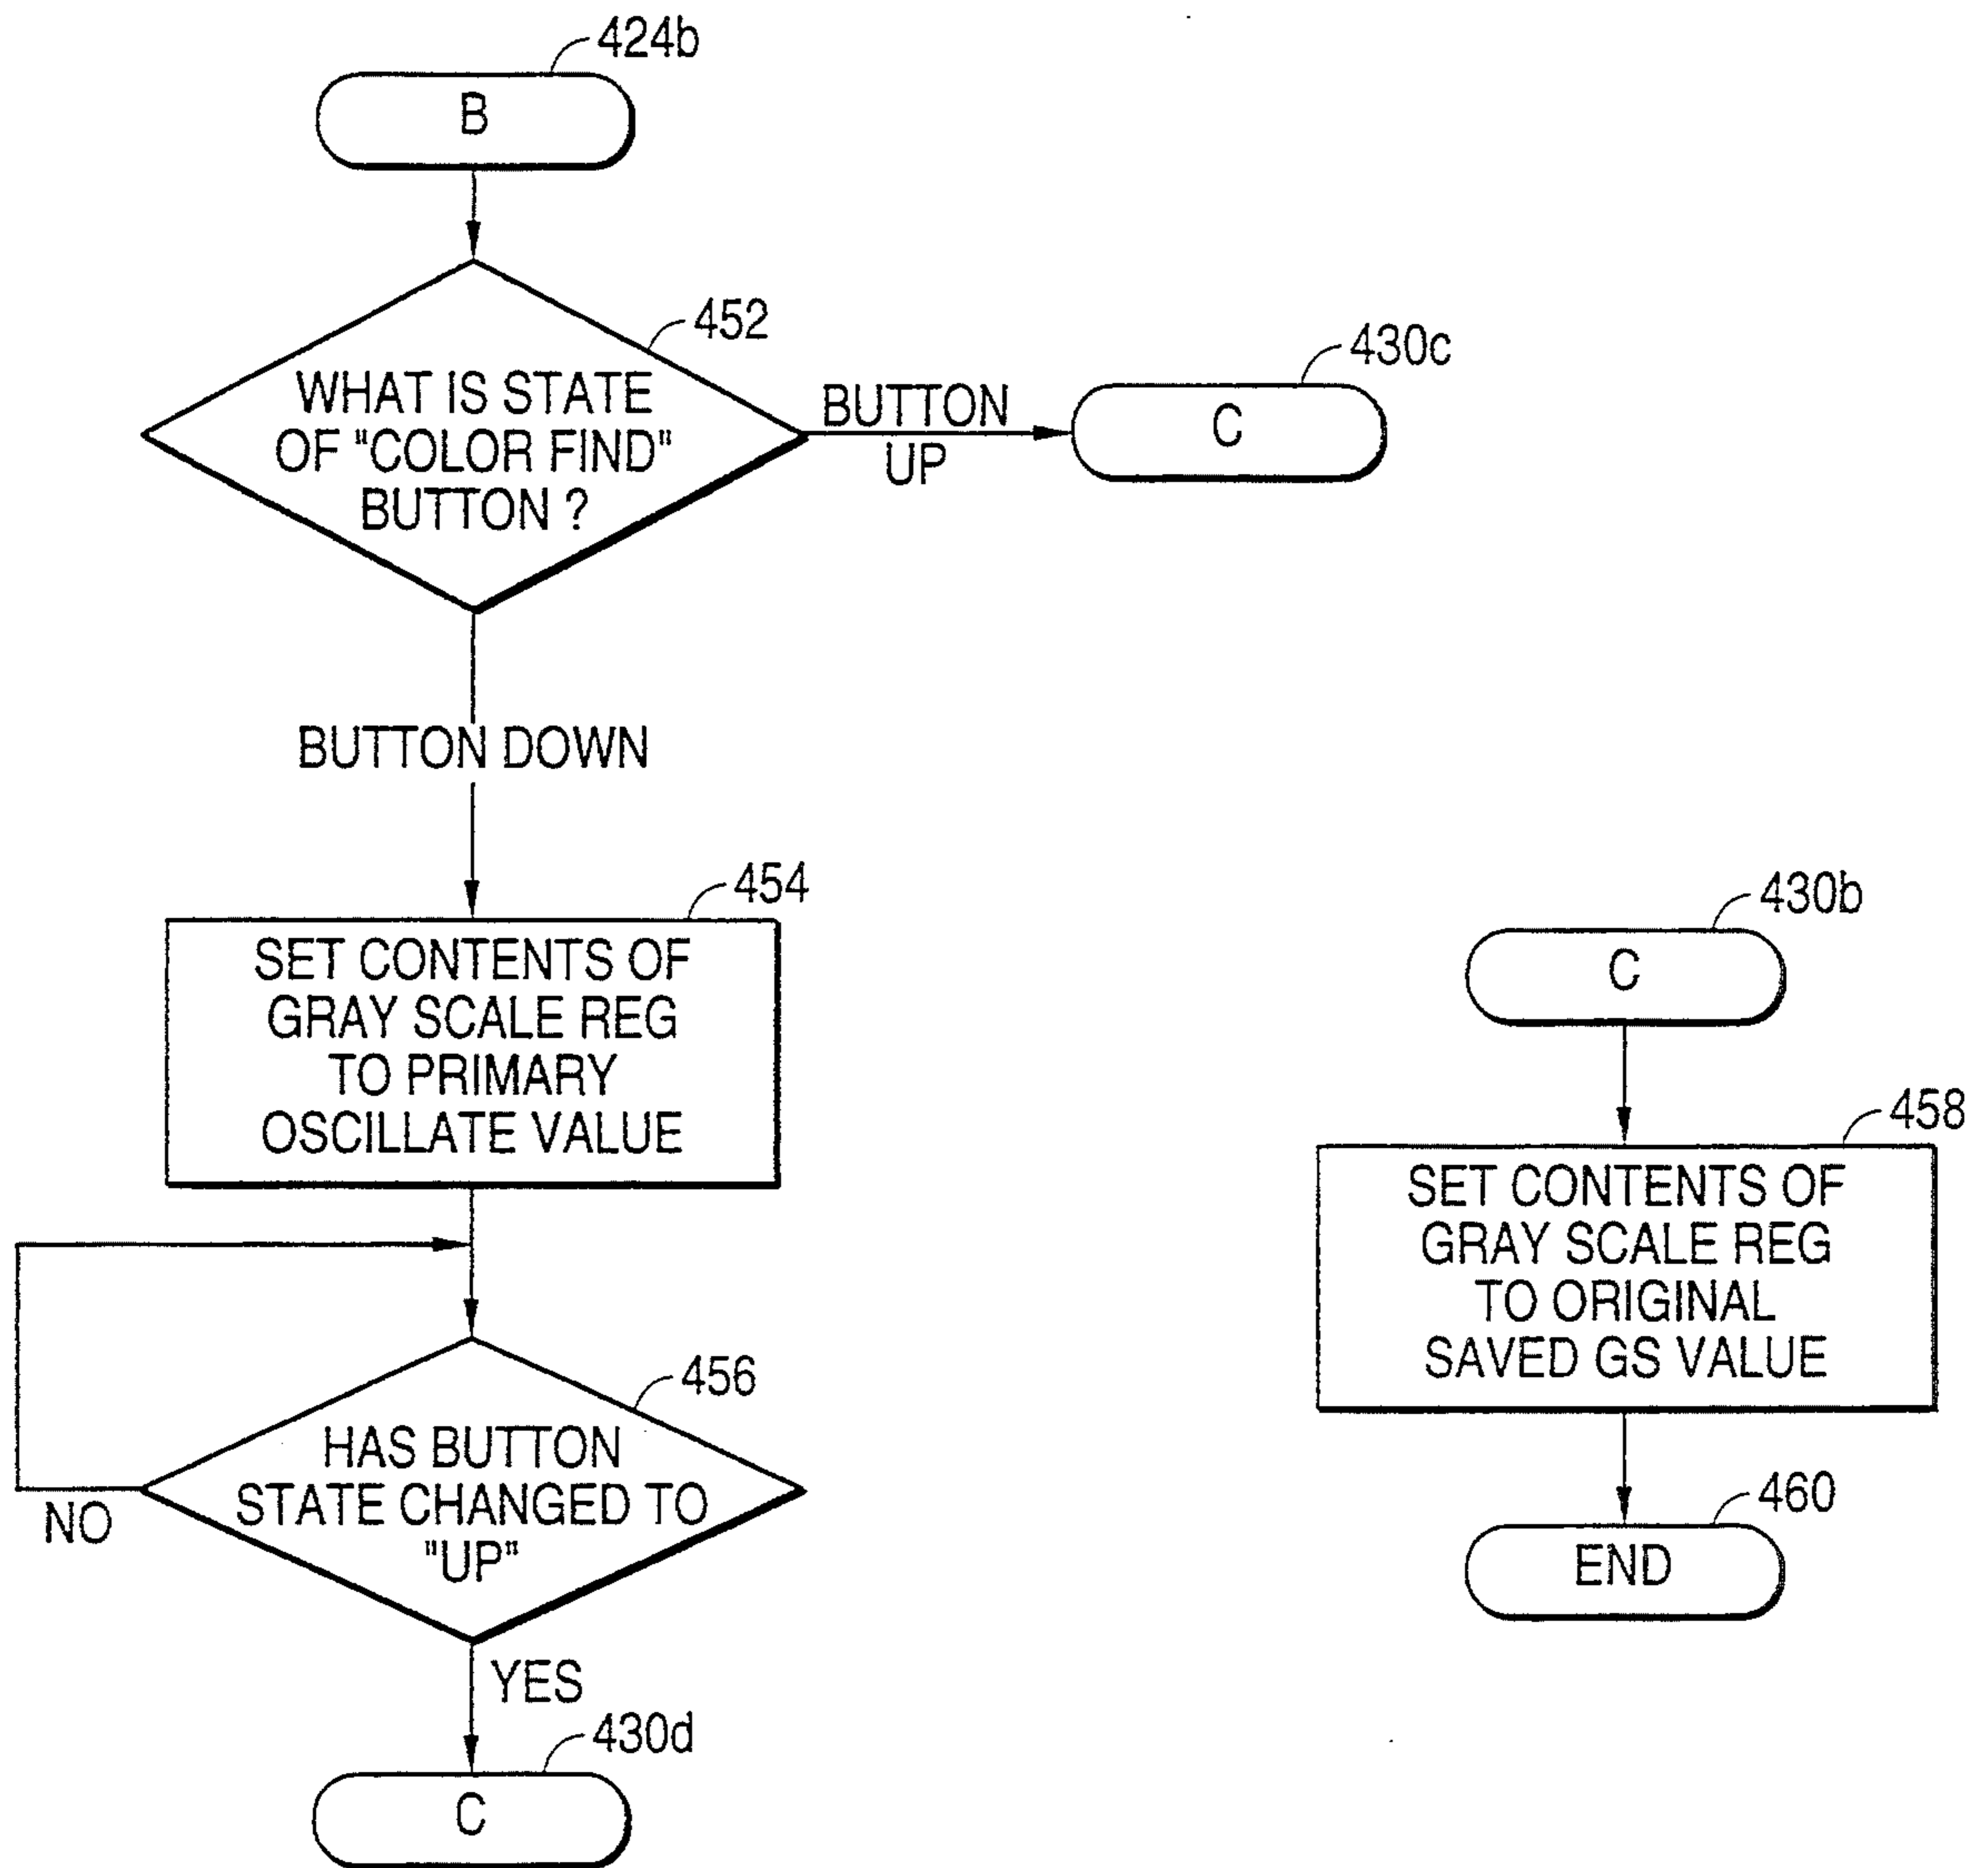 424b
B
452
WHAT IS STATE
OF "COLOR FIND"
BUTTON ?
BUTTON
UP
430c
C
BUTTON DOWN
454
SET CONTENTS OF
GRAY SCALE REG
TO PRIMARY
OSCILLATE VALUE
456
HAS BUTTON
STATE CHANGED TO
"UP"
NO
YES
430d
C
430b
C
458
SET CONTENTS OF
GRAY SCALE REG
TO ORIGINAL
SAVED GS VALUE
460
END